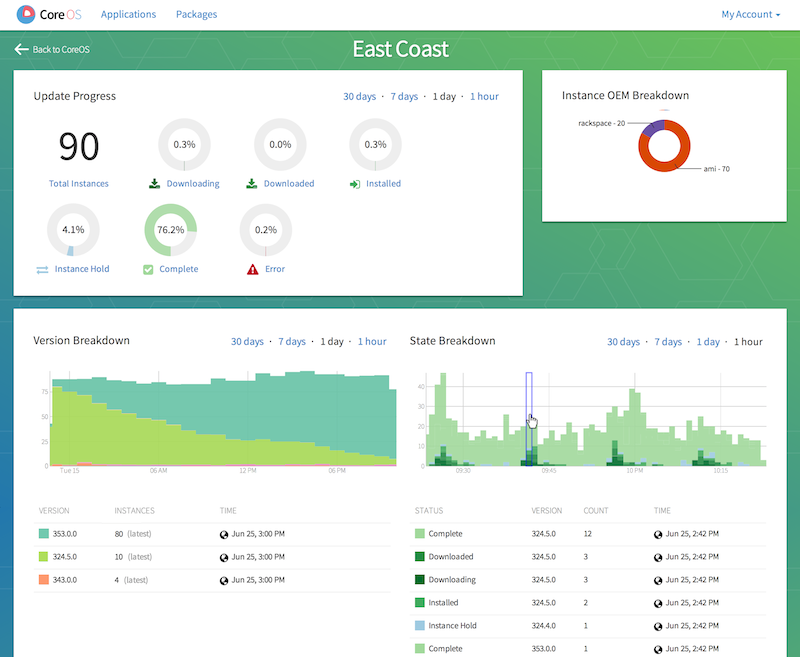 CoreOS Applications Packages My Account
Back to CoreOS
East Coast
Update Progress
30 days · 7 days · 1 day · 1 hour
90
Total Instances
0.3%
Downloading
0.0%
Downloaded
0.3%
Installed
4.1%
Instance Hold
76.2%
Complete
0.2%
Error
Instance OEM Breakdown
rackspace - 20
ami - 70
Version Breakdown
30 days · 7 days · 1 day · 1 hour
75
50
25
0
Tue 15 06 AM 12 PM 06 PM
VERSION INSTANCES TIME
353.0.0 80 (latest) Jun 25, 3:00 PM
324.5.0 10 (latest) Jun 25, 3:00 PM
343.0.0 4 (latest) Jun 25, 3:00 PM
State Breakdown
30 days · 7 days · 1 day · 1 hour
40
30
20
10
0
09:30 09:45 10 PM 10:15
STATUS VERSION COUNT TIME
Complete 324.5.0 12 Jun 25, 2:42 PM
Downloaded 324.5.0 3 Jun 25, 2:42 PM
Downloading 324.5.0 3 Jun 25, 2:42 PM
Installed 324.5.0 2 Jun 25, 2:42 PM
Instance Hold 324.4.0 1 Jun 25, 2:42 PM
Complete 353.0.0 1 Jun 25, 2:42 PM